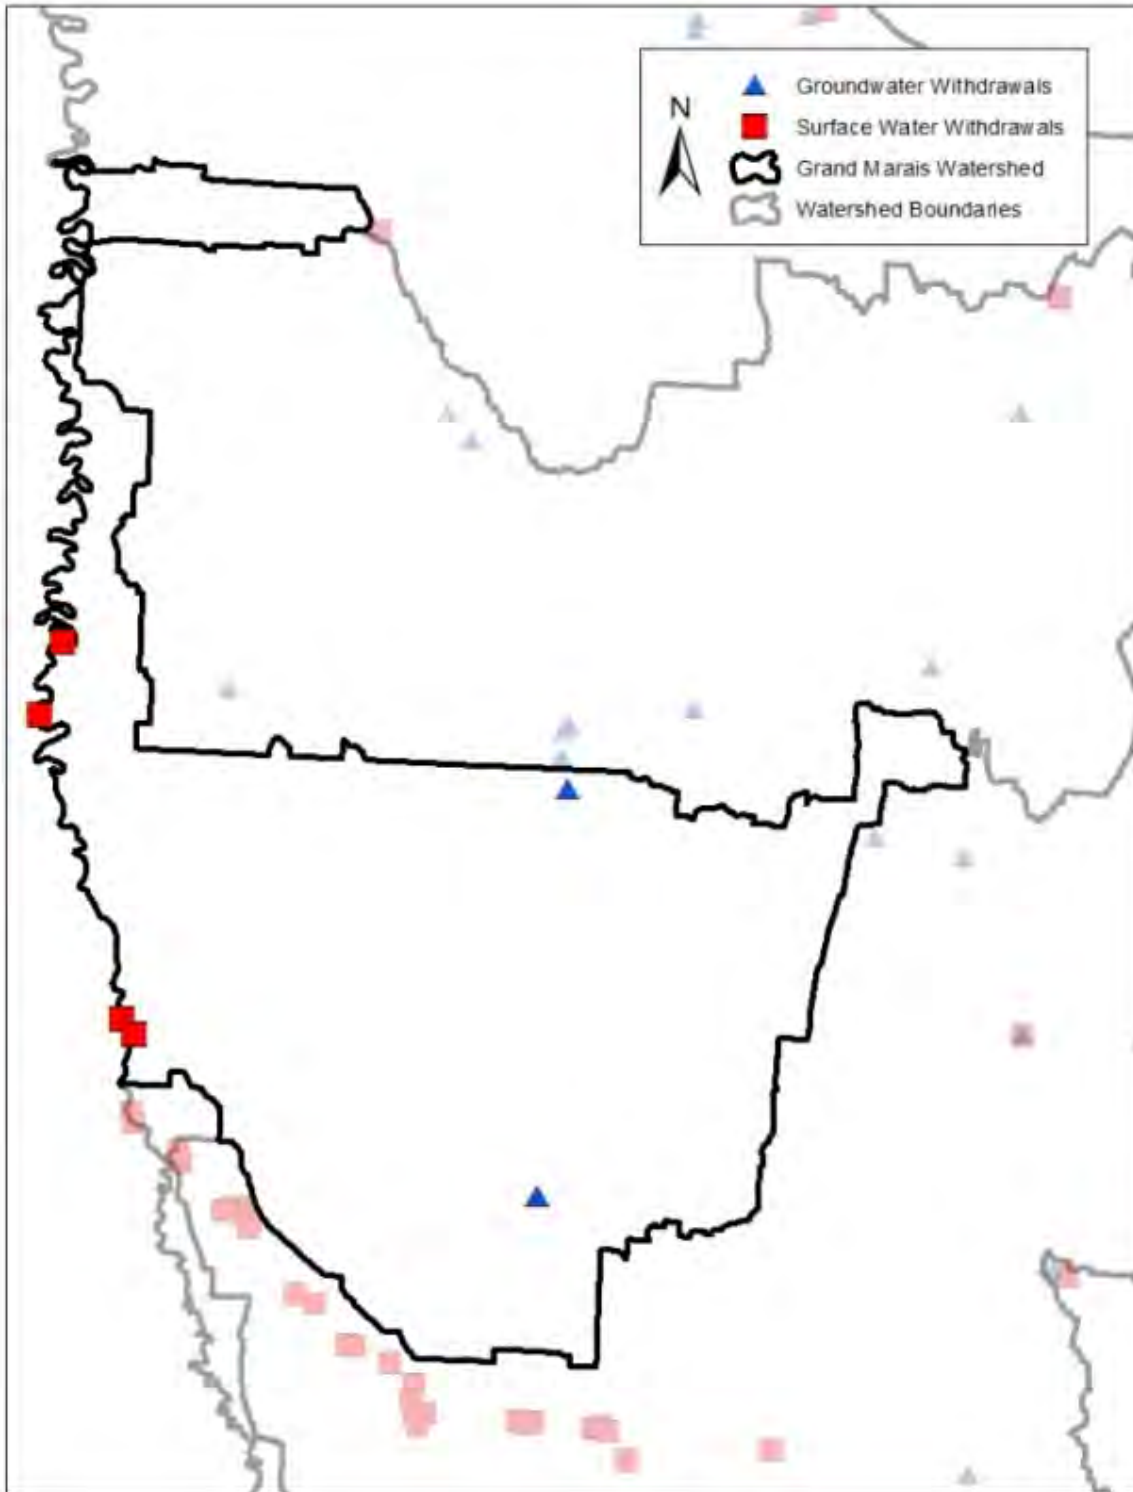 N
Groundwater Withdrawals
Surface Water Withdrawals
Grand Marais Watershed
Watershed Boundaries